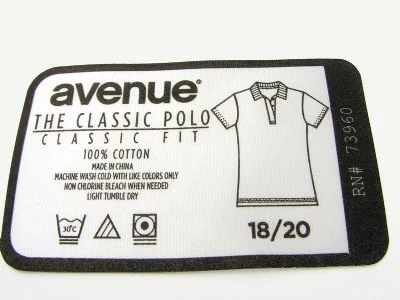 avenue®
THE CLASSIC POLO
CLASSIC FIT
100% COTTON
MADE IN CHINA
MACHINE WASH COLD WITH LIKE COLORS ONLY
NON CHLORINE BLEACH WHEN NEEDED
LIGHT TUMBLE DRY
30°C
18/20
RN# 73960